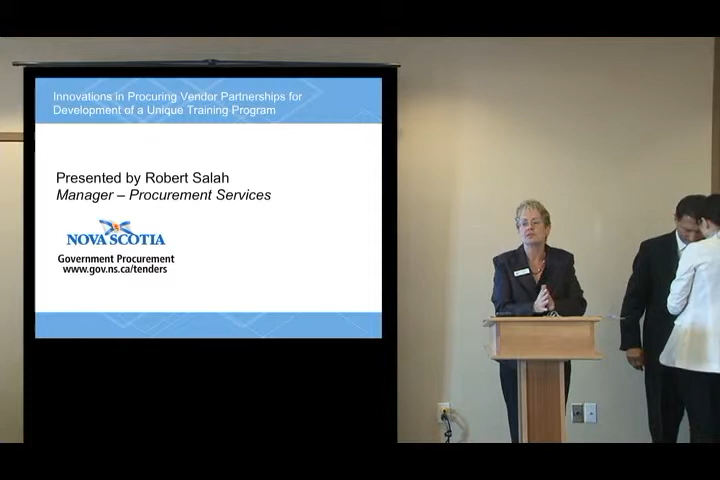 Innovations in Procuring Vendor Partnerships for
Development of a Unique Training Program
Presented by Robert Salah
Manager – Procurement Services
NOVA SCOTIA
Government Procurement
www.gov.ns.ca/tenders